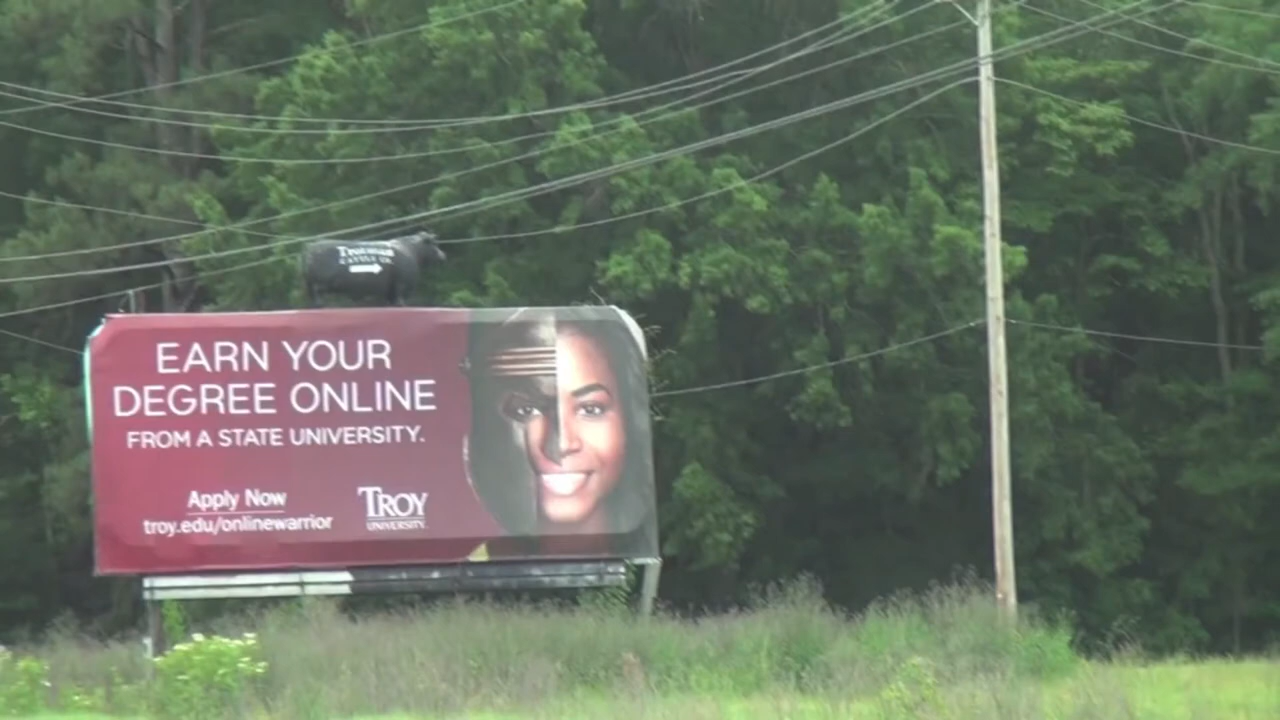 EARN YOUR
DEGREE ONLINE
FROM A STATE UNIVERSITY.
Apply Now
troy.edu/onlinewarrior
TROY
UNIVERSITY